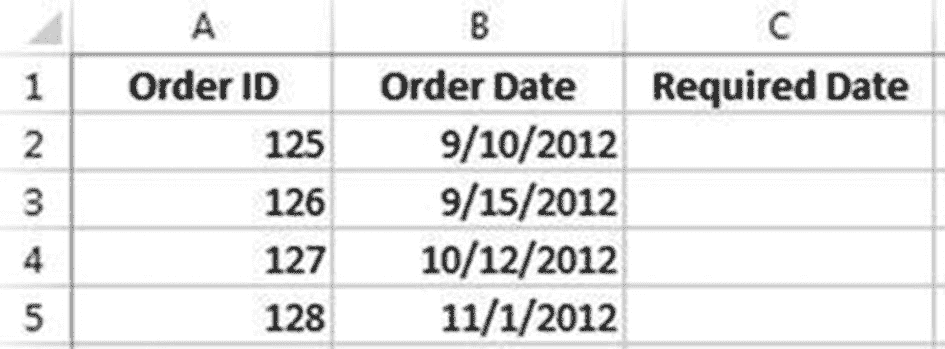 A B C
1 Order ID Order Date Required Date
2 125 9/10/2012
3 126 9/15/2012
4 127 10/12/2012
5 128 11/1/2012